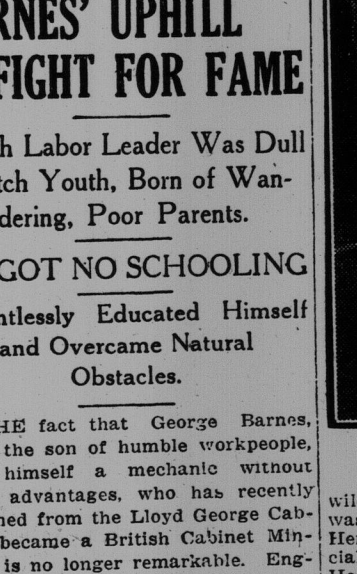 RNES' UPHILL
FIGHT FOR FAME
h Labor Leader Was Dull
tch Youth, Born of Wan-
dering, Poor Parents.
GOT NO SCHOOLING
ntlessly Educated Himself
and Overcame Natural
Obstacles.
HE fact that George Barnes,
the son of humble workpeople,
himself a mechanic without
advantages, who has recently
ned from the Lloyd George Cab-
became a British Cabinet Min-
is no longer remarkable. Eng-
wil
was
Her
cia